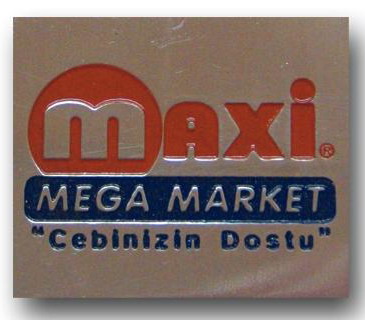 maxi®
MEGA MARKET
"Cebinizin Dostu"